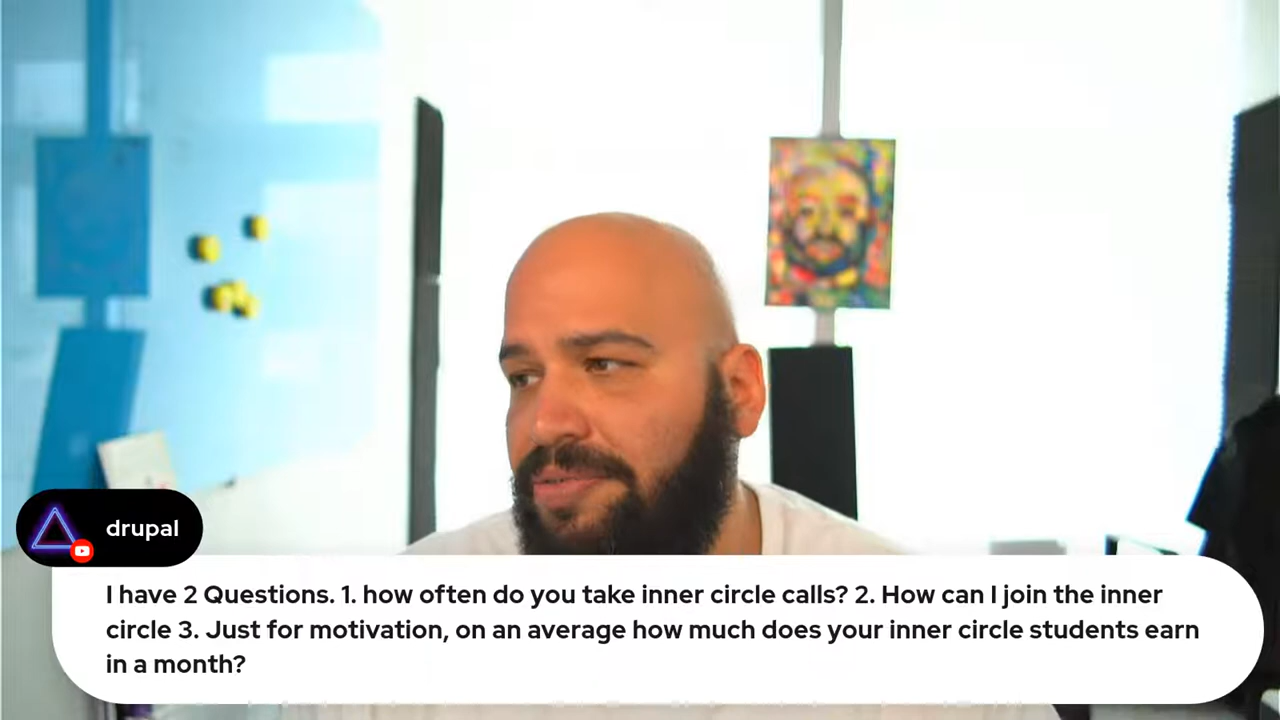 drupal
I have 2 Questions. 1. how often do you take inner circle calls? 2. How can I join the inner
circle 3. Just for motivation, on an average how much does your inner circle students earn
in a month?